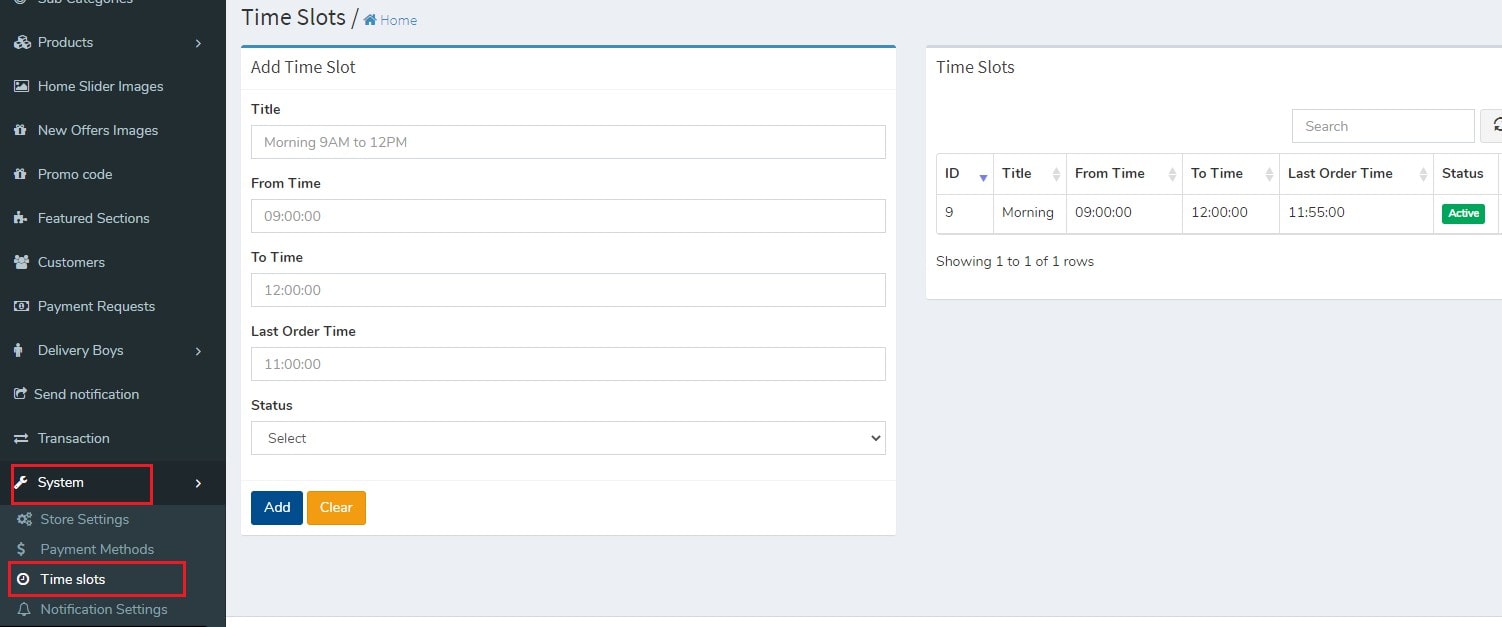 Sub Categories
Products
Home Slider Images
New Offers Images
Promo code
Featured Sections
Customers
Payment Requests
Delivery Boys
Send notification
Transaction
System
Store Settings
Payment Methods
Time slots
Notification Settings
Time Slots / Home
Add Time Slot
Title
Morning 9AM to 12PM
From Time
09:00:00
To Time
12:00:00
Last Order Time
11:00:00
Status
Select
Add Clear
Time Slots
Search
ID Title From Time To Time Last Order Time Status
9 Morning 09:00:00 12:00:00 11:55:00 Active
Showing 1 to 1 of 1 rows